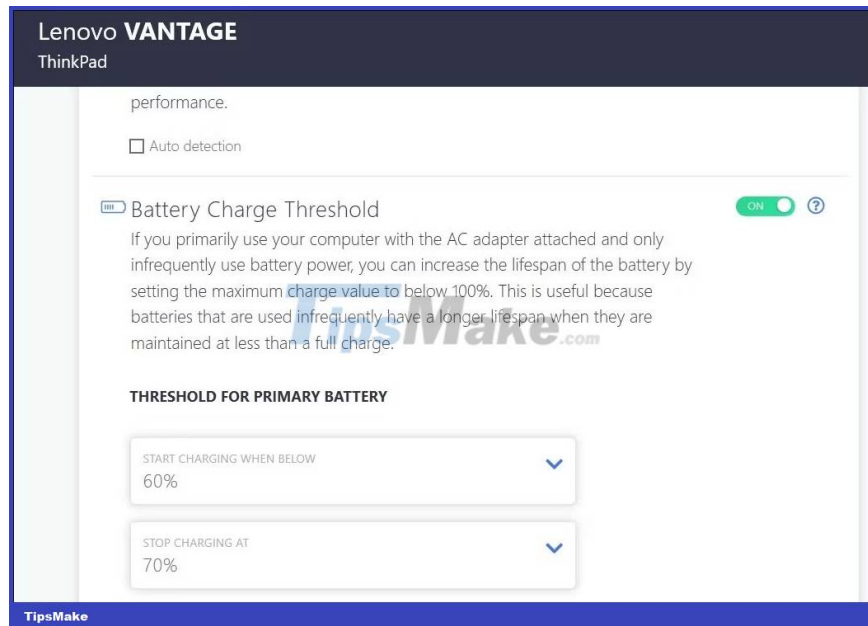 Lenovo VANTAGE
ThinkPad
performance.
Auto detection
Battery Charge Threshold
ON
If you primarily use your computer with the AC adapter attached and only
infrequently use battery power, you can increase the lifespan of the battery by
setting the maximum charge value to below 100%. This is useful because
batteries that are used infrequently have a longer lifespan when they are
maintained at less than a full charge.
TipsMake.com
THRESHOLD FOR PRIMARY BATTERY
START CHARGING WHEN BELOW
60%
STOP CHARGING AT
70%
TipsMake